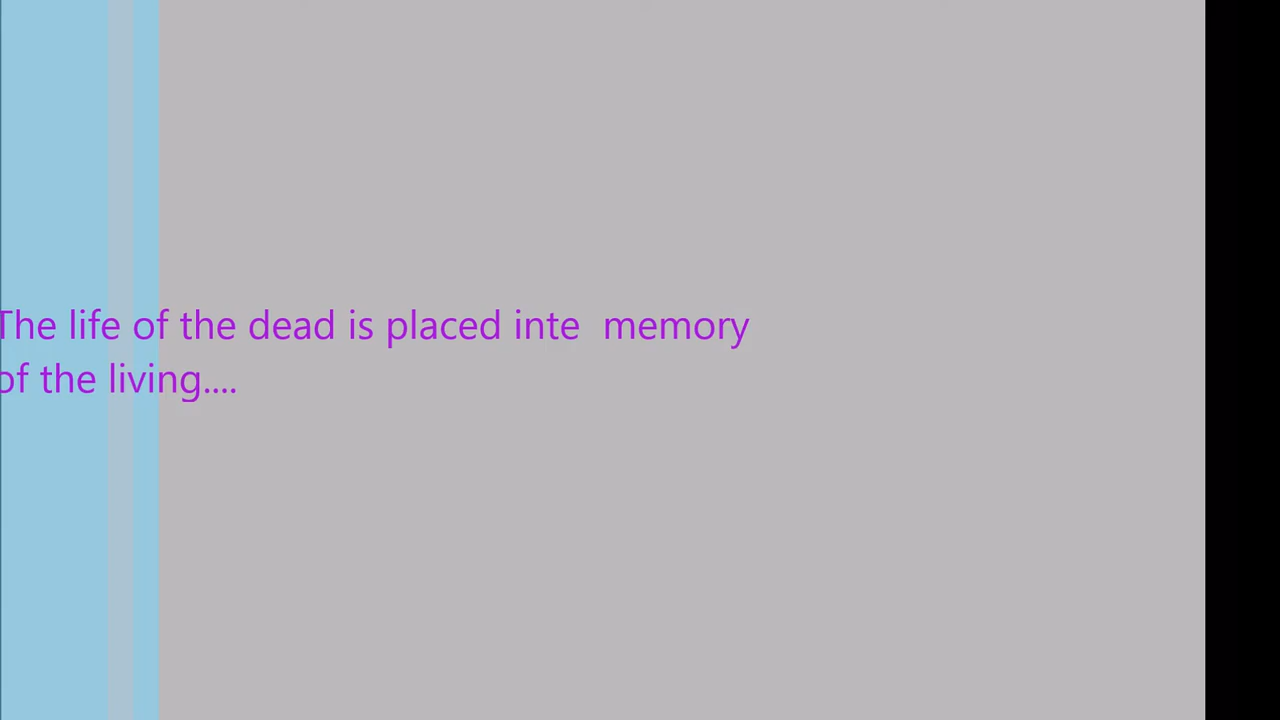 The life of the dead is placed inte  memory
of the living....